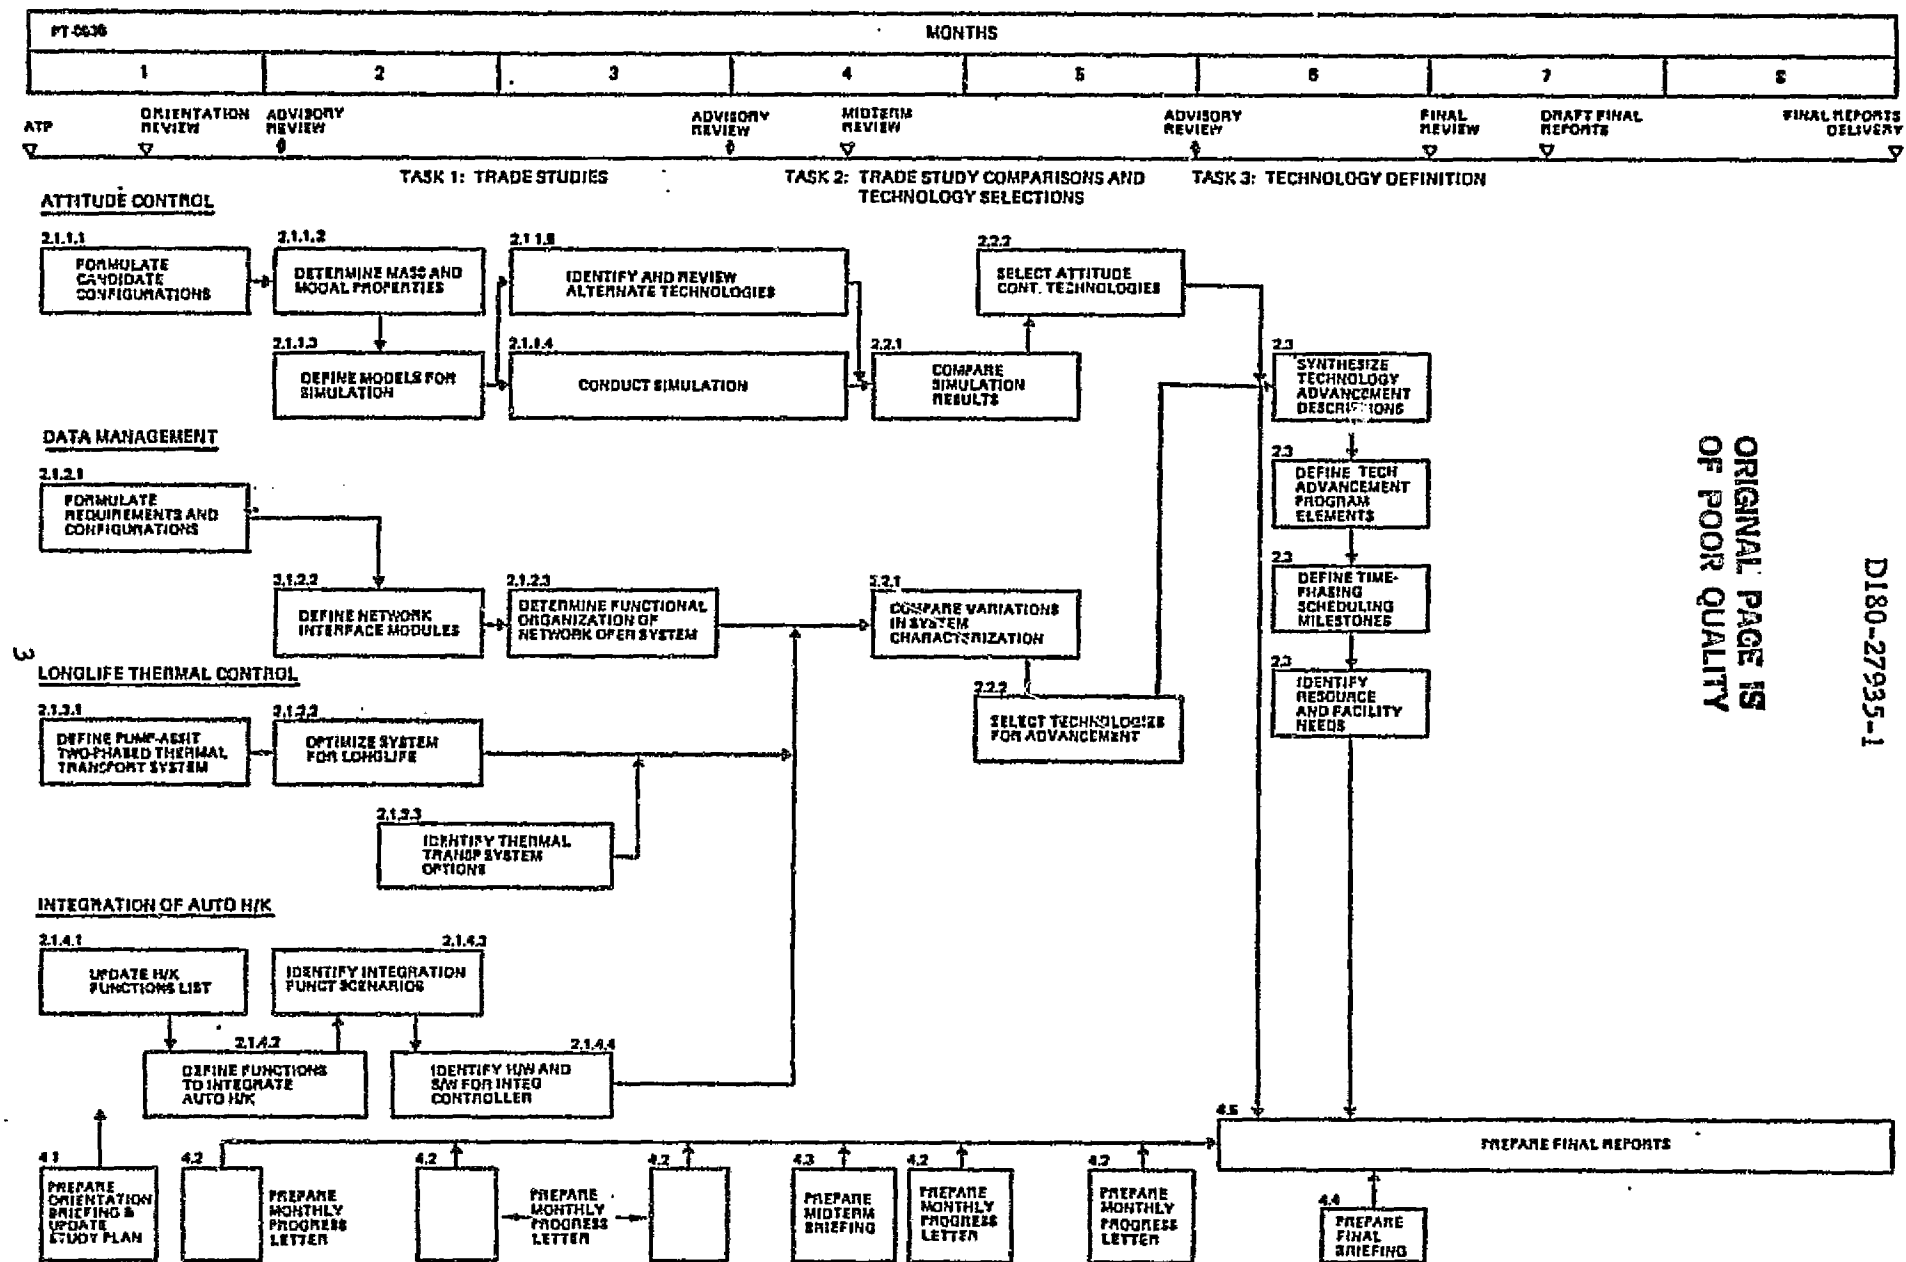 MONTHS
1 2 3 4 5 6 7 8
ATP
ORIENTATION
REVIEW
ADVISORY
REVIEW
ADVISORY
REVIEW
MIDTERM
REVIEW
ADVISORY
REVIEW
FINAL
REVIEW
DRAFT FINAL
REPORTS
FINAL REPORTS
DELIVERY
TASK 1: TRADE STUDIES
TASK 2: TRADE STUDY COMPARISONS AND
TECHNOLOGY SELECTIONS
TASK 3: TECHNOLOGY DEFINITION
ATTITUDE CONTROL
2.1.1.1
FORMULATE
CANDIDATE
CONFIGURATIONS
2.1.1.2
DETERMINE MASS AND
MODAL PROPERTIES
2.1.1.5
IDENTIFY AND REVIEW
ALTERNATE TECHNOLOGIES
2.2.2
SELECT ATTITUDE
CONT. TECHNOLOGIES
2.1.1.3
DEFINE MODELS FOR
SIMULATION
2.1.1.4
CONDUCT SIMULATION
2.2.1
COMPARE
SIMULATION
RESULTS
2.3
SYNTHESIZE
TECHNOLOGY
ADVANCEMENT
DESCRIPTIONS
DATA MANAGEMENT
2.1.2.1
FORMULATE
REQUIREMENTS AND
CONFIGURATIONS
2.3
DEFINE TECH
ADVANCEMENT
PROGRAM
ELEMENTS
2.1.2.2
DEFINE NETWORK
INTERFACE MODULES
2.1.2.3
DETERMINE FUNCTIONAL
ORGANIZATION OF
NETWORK OPER SYSTEM
2.2.1
COMPARE VARIATIONS
IN SYSTEM
CHARACTERIZATION
2.3
DEFINE TIME-
PHASING
SCHEDULING
MILESTONES
LONGLIFE THERMAL CONTROL
2.1.3.1
DEFINE PUMP-ASSIT
TWO-PHASED THERMAL
TRANSPORT SYSTEM
OPTIMIZE SYSTEM
FOR LONGLIFE
2.2.2
SELECT TECHNOLOGIES
FOR ADVANCEMENT
2.3
IDENTIFY
RESOURCE
AND FACILITY
NEEDS
IDENTIFY THERMAL
TRANSP SYSTEM
OPTIONS
INTEGRATION OF AUTO H/K
2.1.4.1
UPDATE H/K
FUNCTIONS LIST
2.1.4.3
IDENTIFY INTEGRATION
FUNCT SCENARIOS
2.1.4.2
DEFINE FUNCTIONS
TO INTEGRATE
AUTO H/K
2.1.4.4
IDENTIFY H/W AND
S/W FOR INTEG
CONTROLLER
4.5
PREPARE FINAL REPORTS
4.1
PREPARE
ORIENTATION
BRIEFING &
UPDATE
STUDY PLAN
4.2
PREPARE
MONTHLY
PROGRESS
LETTER
4.2
PREPARE
MONTHLY
PROGRESS
LETTER
4.2
4.3
PREPARE
MIDTERM
BRIEFING
4.2
PREPARE
MONTHLY
PROGRESS
LETTER
4.2
PREPARE
MONTHLY
PROGRESS
LETTER
4.4
PREPARE
FINAL
BRIEFING
3
ORIGINAL PAGE IS
OF POOR QUALITY
D180-27935-1